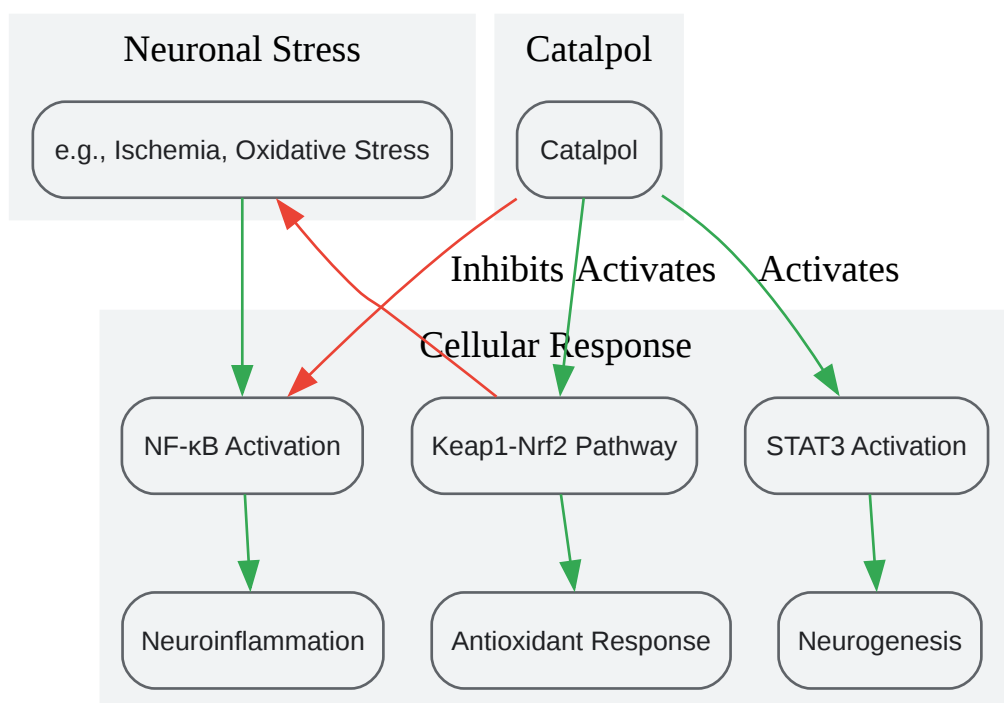 Neuronal Stress
Catalpol
e.g., Ischemia, Oxidative Stress
Catalpol
Inhibits
Activates
Activates
Cellular Response
NF-κB Activation
Keap1-Nrf2 Pathway
STAT3 Activation
Neuroinflammation
Antioxidant Response
Neurogenesis